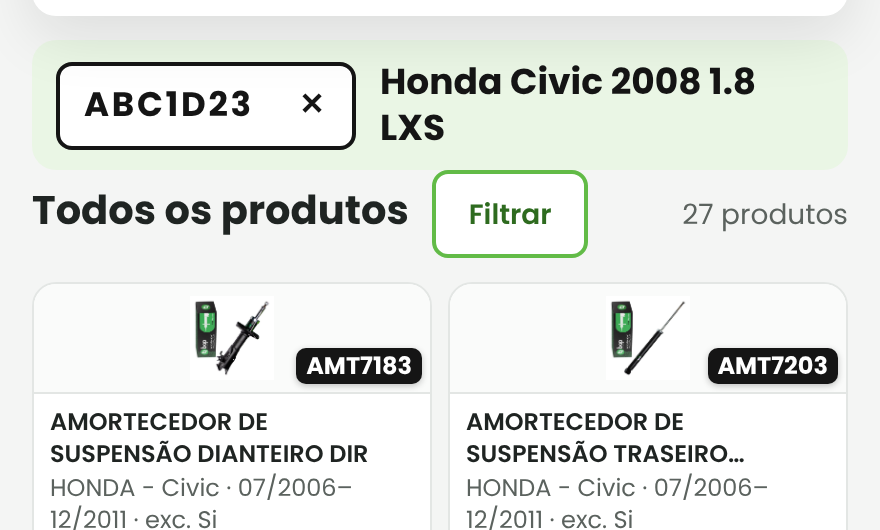 ABC1D23 ✕
Honda Civic 2008 1.8
LXS
Todos os produtos
Filtrar
27 produtos
AMT7183
AMORTECEDOR DE
SUSPENSÃO DIANTEIRO DIR
HONDA - Civic · 07/2006–
12/2011 · exc. Si
AMT7203
AMORTECEDOR DE
SUSPENSÃO TRASEIRO...
HONDA - Civic · 07/2006–
12/2011 · exc. Si